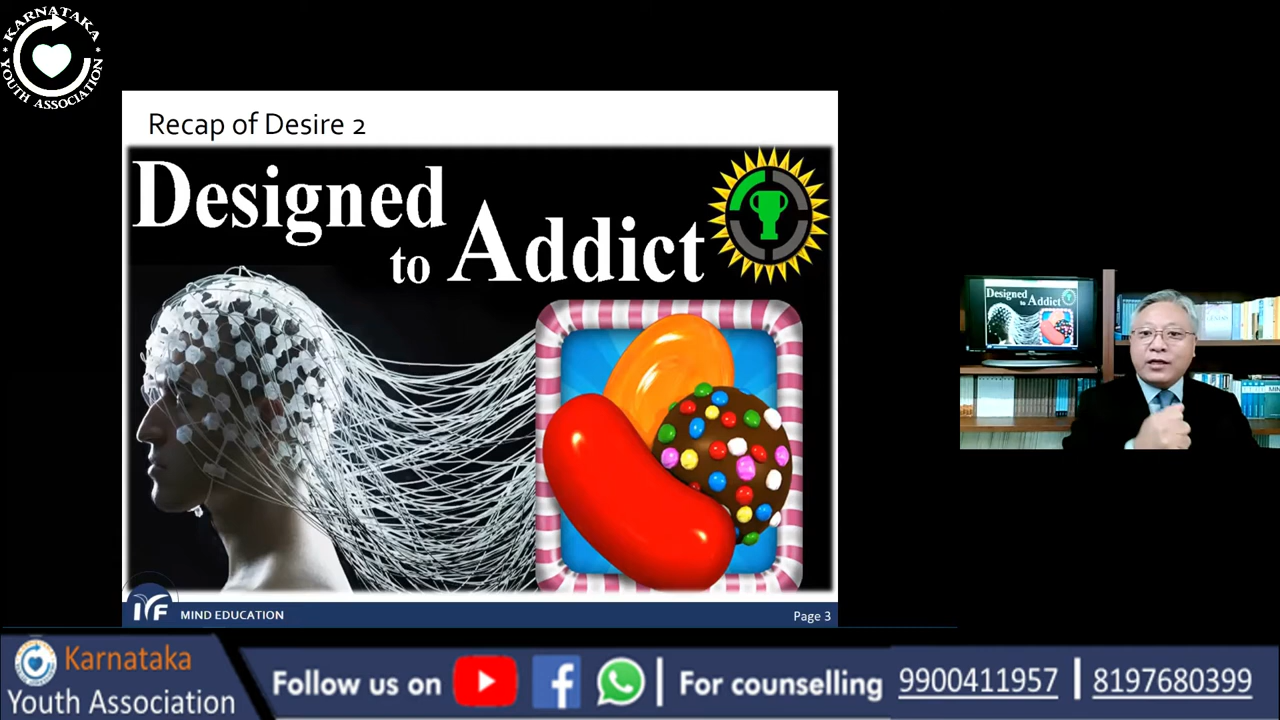 KARNATAKA
YOUTH ASSOCIATION
Recap of Desire 2
Designed
to Addict
Designed
to Addict
IYF MIND EDUCATION
Page 3
Karnataka
Youth Association
Follow us on
For counselling
9900411957 | 8197680399